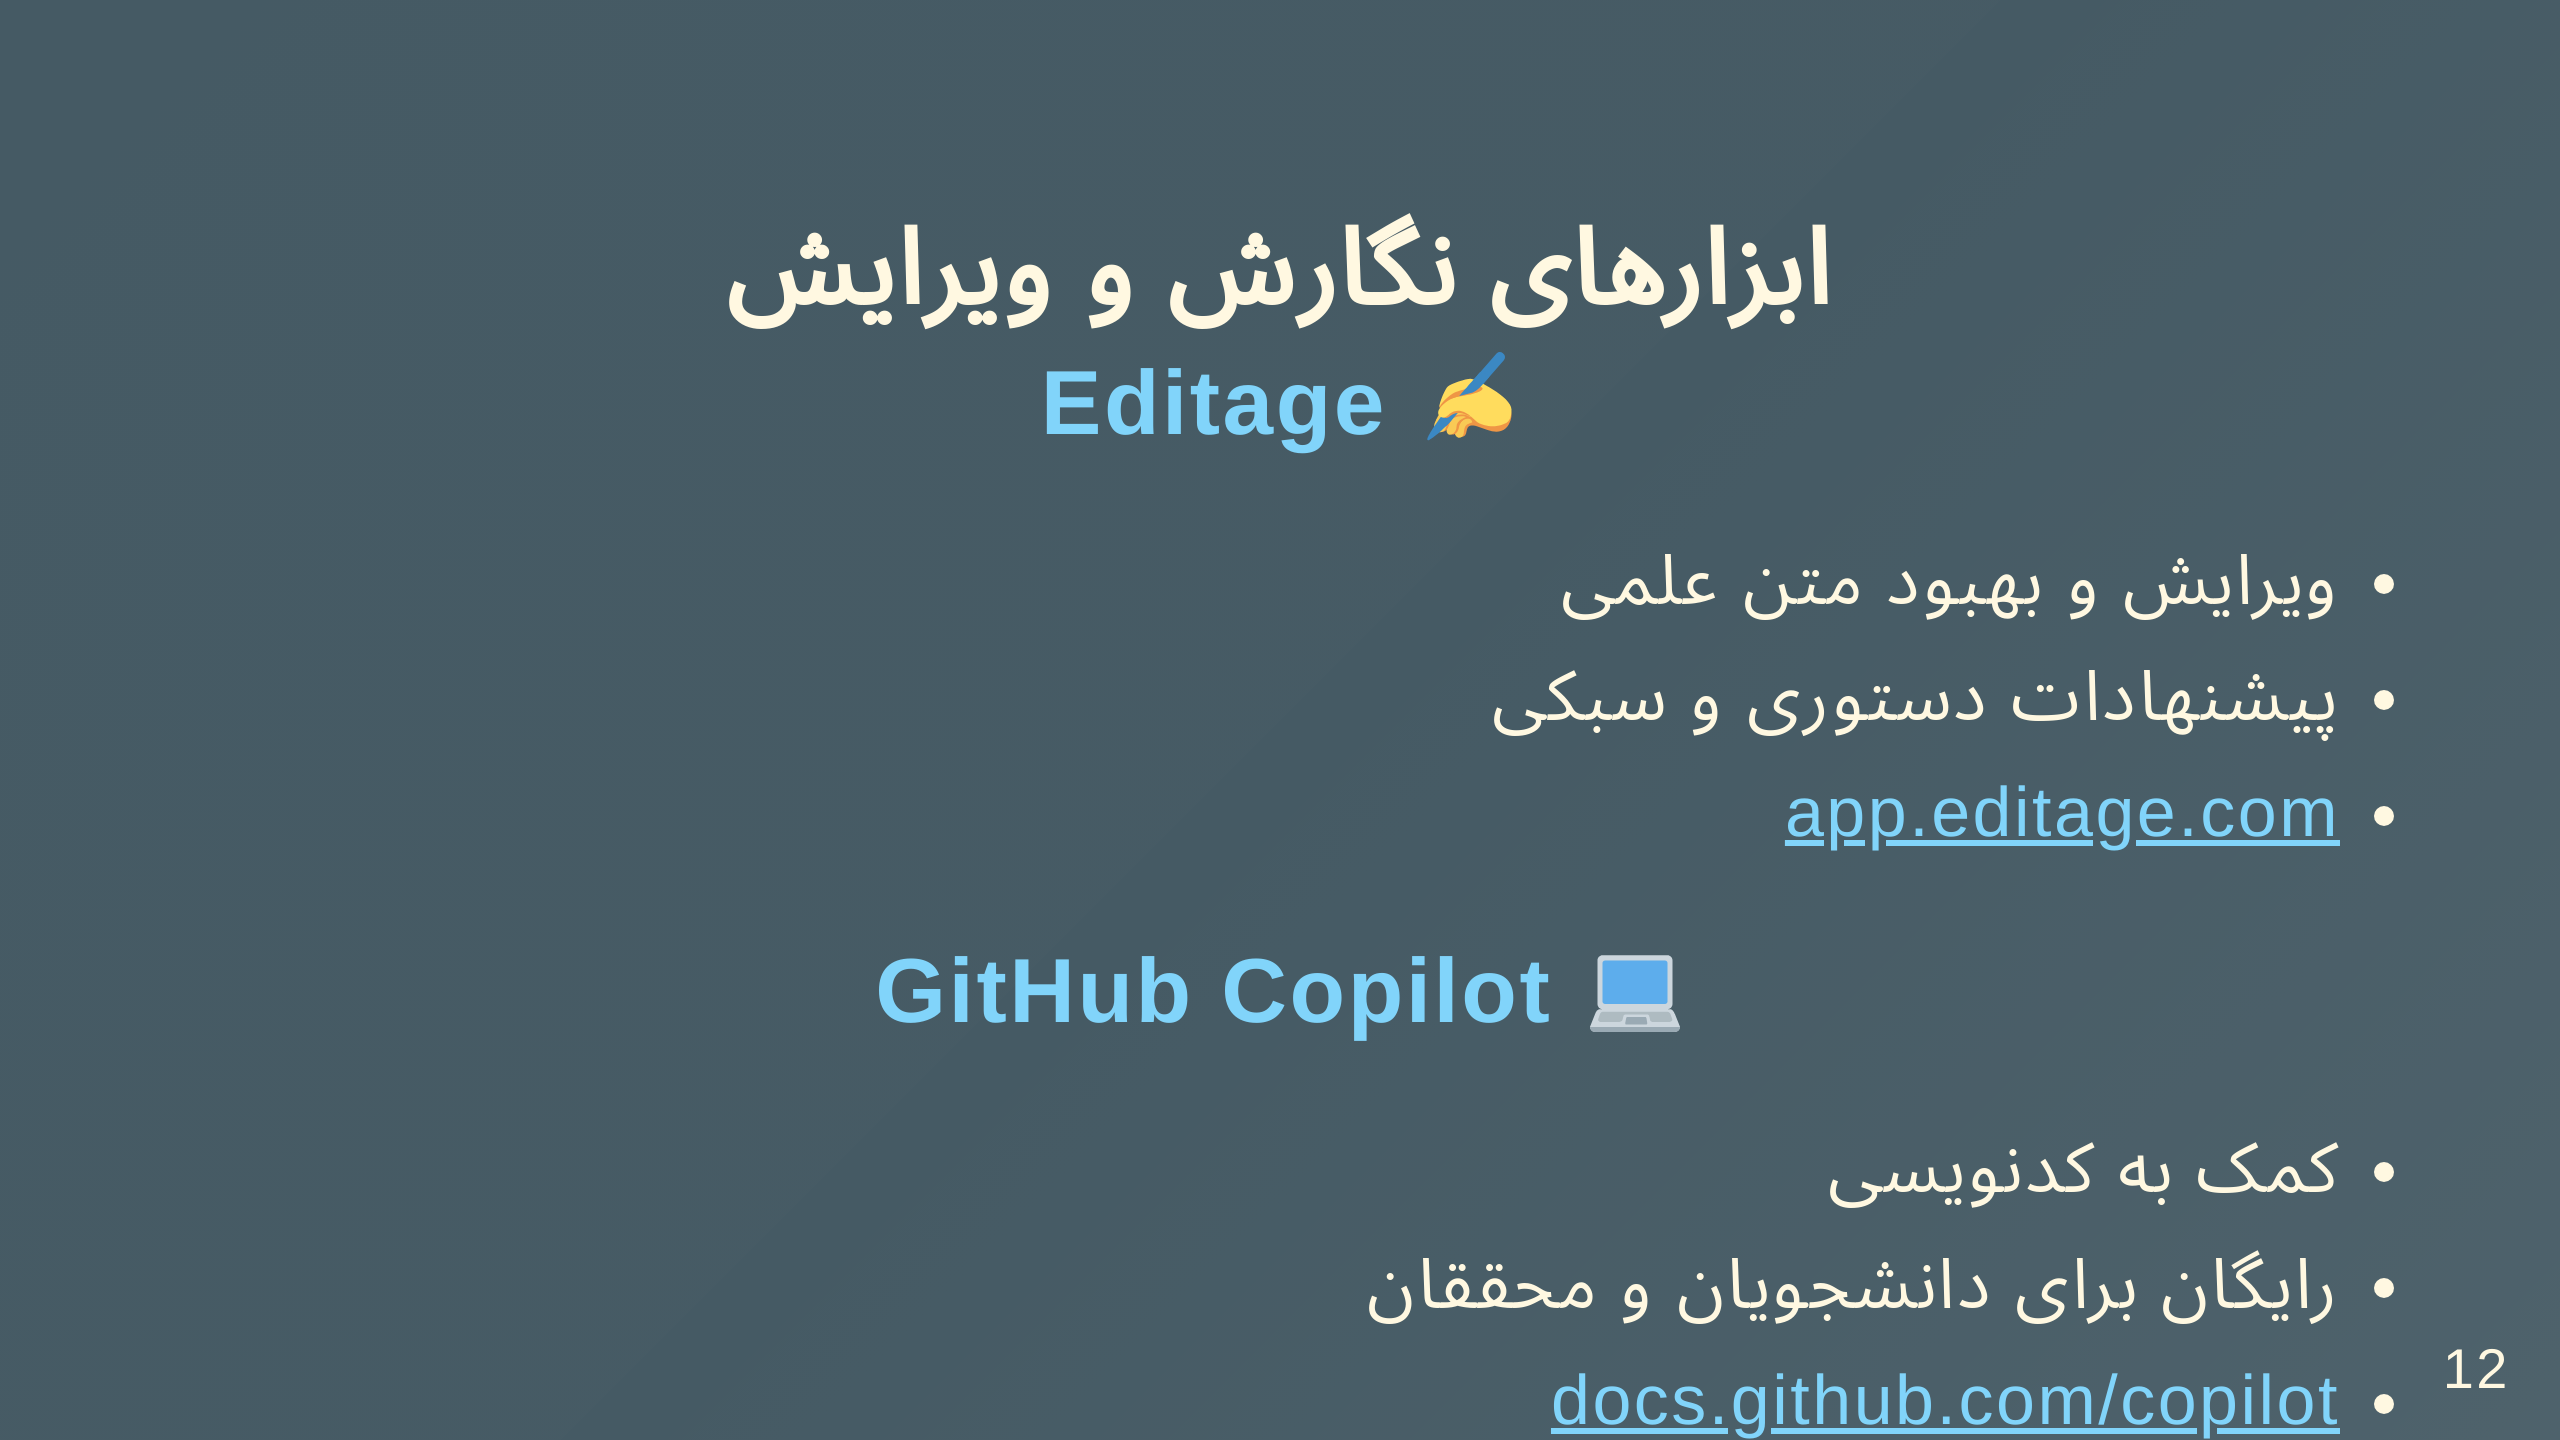 ابزارهای نگارش و ویرایش
✍️ Editage
• ویرایش و بهبود متن علمی
• پیشنهادات دستوری و سبکی
• app.editage.com
💻 GitHub Copilot
• کمک به کدنویسی
• رایگان برای دانشجویان و محققان
• docs.github.com/copilot
12